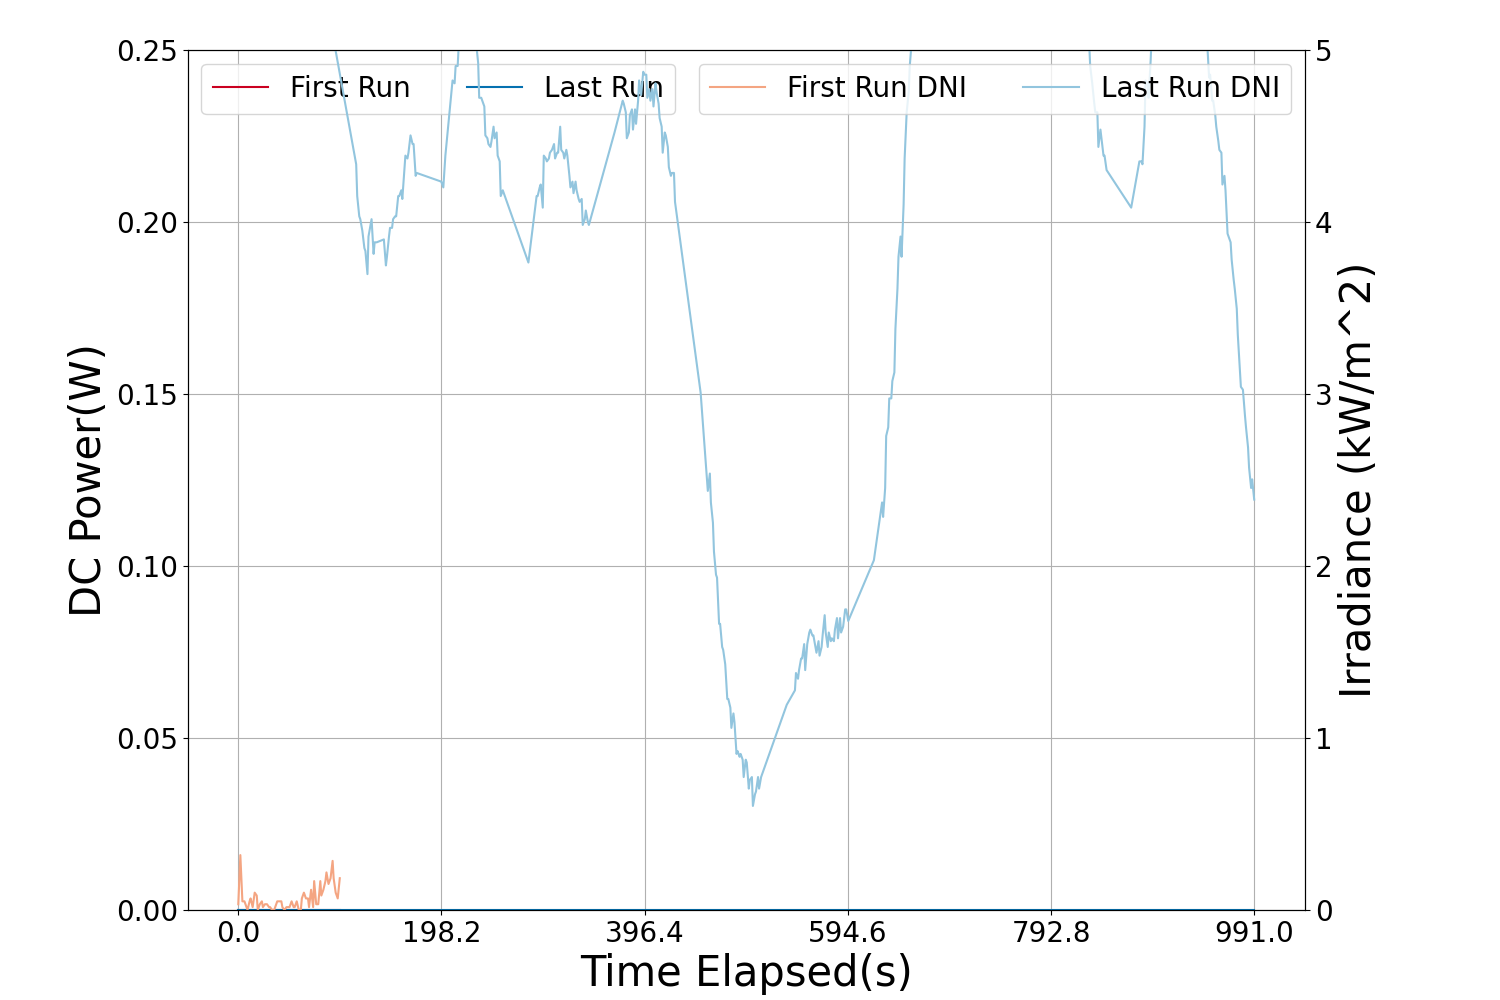 First Run
Last Run
First Run DNI
Last Run DNI
DC Power(W)
0.25
0.20
0.15
0.10
0.05
0.00
5
4
3
2
1
0
Irradiance (kW/m^2)
0.0
198.2
396.4
594.6
792.8
991.0
Time Elapsed(s)